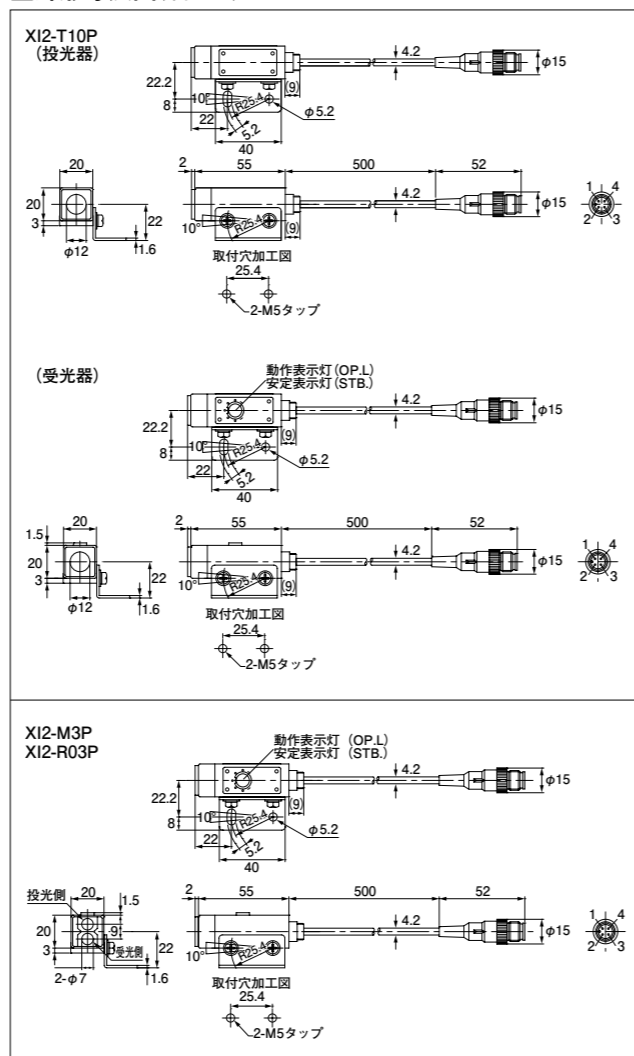 XI2-T10P
（投光器）
4.2
φ15
22.2
8
10°
R25.4
(9)
φ5.2
22
5.2
40
20
2
55
500
52
20
3
φ12
22
1.6
4.2
φ15
10°
R25.4
(9)
1
4
2
3
取付穴加工図
25.4
2-M5タップ
（受光器）
動作表示灯(OP.L)
安定表示灯(STB.)
4.2
φ15
22.2
8
10°
R25.4
(9)
φ5.2
22
5.2
40
1.5
20
2
55
500
52
20
3
φ12
22
1.6
4.2
φ15
10°
R25.4
(9)
1
4
2
3
取付穴加工図
25.4
2-M5タップ
XI2-M3P
XI2-R03P
動作表示灯（OP.L）
安定表示灯（STB.）
4.2
φ15
22.2
8
10°
R25.4
(9)
φ5.2
22
5.2
40
投光側
20
1.5
2
55
500
52
20
3
9
受光側
22
2-φ7
1.6
4.2
φ15
10°
R25.4
(9)
1
4
2
3
取付穴加工図
25.4
2-M5タップ